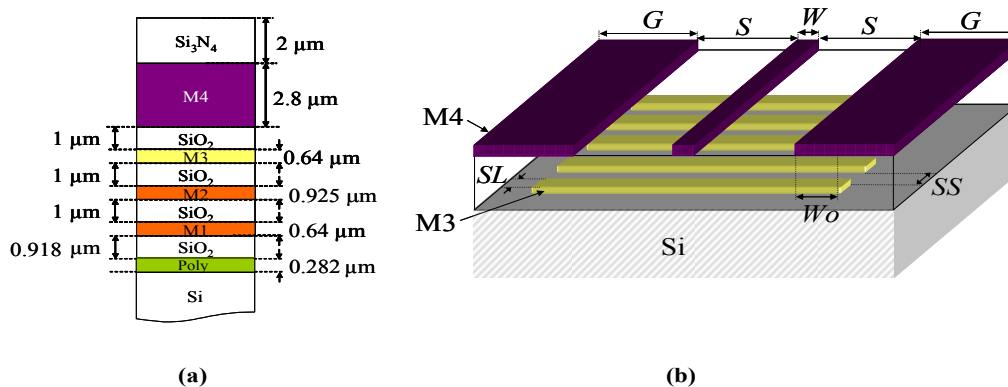 Si₃N₄
2 μm
M4
2.8 μm
1 μm
SiO₂
M3
0.64 μm
1 μm
SiO₂
M2
0.925 μm
1 μm
SiO₂
M1
0.64 μm
0.918 μm
SiO₂
Poly
0.282 μm
Si
(a)
G
S
W
S
G
M4
SL
SS
M3
Wo
Si
(b)